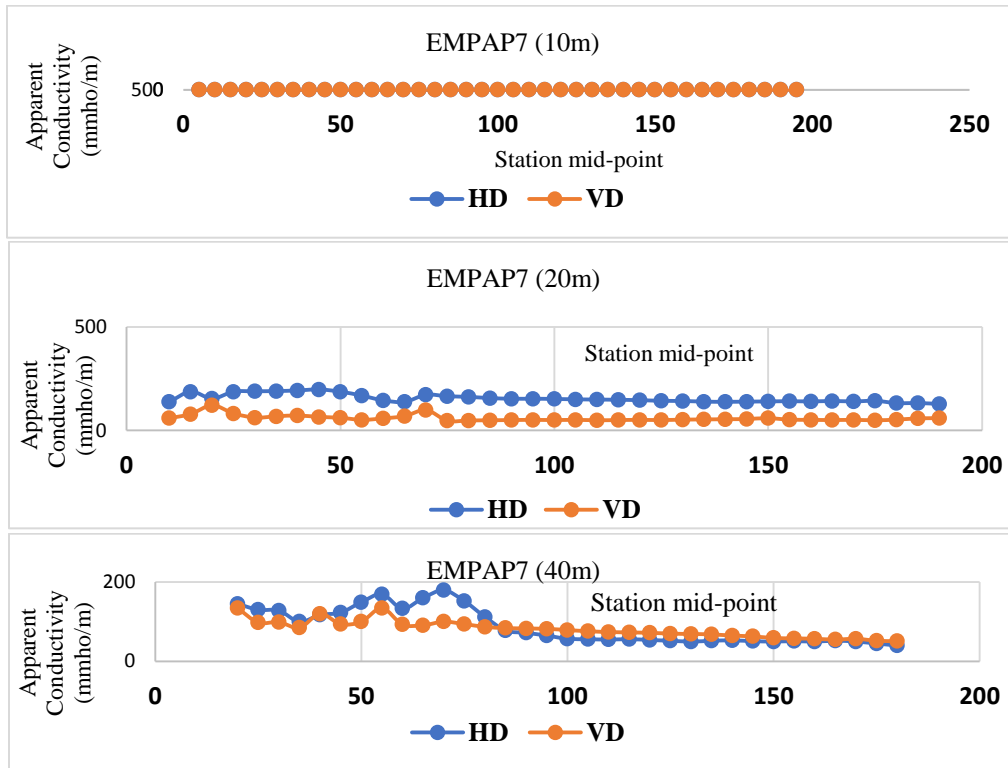 EMPAP7 (10m)
Apparent
Conductivity
(mmho/m)
500
0 50 100 150 200 250
Station mid-point
HD VD
EMPAP7 (20m)
Apparent
Conductivity
(mmho/m)
500
Station mid-point
0
0 50 100 150 200
HD VD
EMPAP7 (40m)
Apparent
Conductivity
(mmho/m)
200
Station mid-point
0
0 50 100 150 200
HD VD